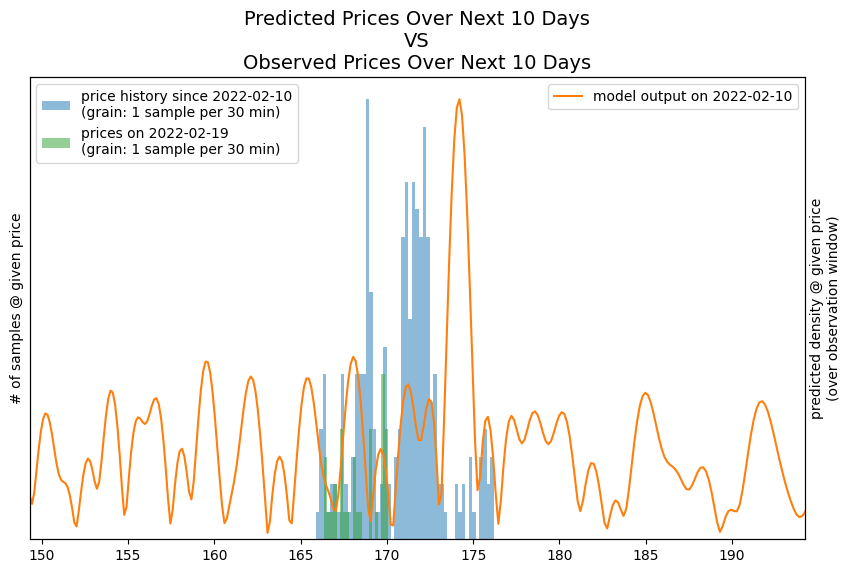 Predicted Prices Over Next 10 Days
VS
Observed Prices Over Next 10 Days
price history since 2022-02-10
(grain: 1 sample per 30 min)
prices on 2022-02-19
(grain: 1 sample per 30 min)
model output on 2022-02-10
# of samples @ given price
predicted density @ given price
(over observation window)
150 155 160 165 170 175 180 185 190